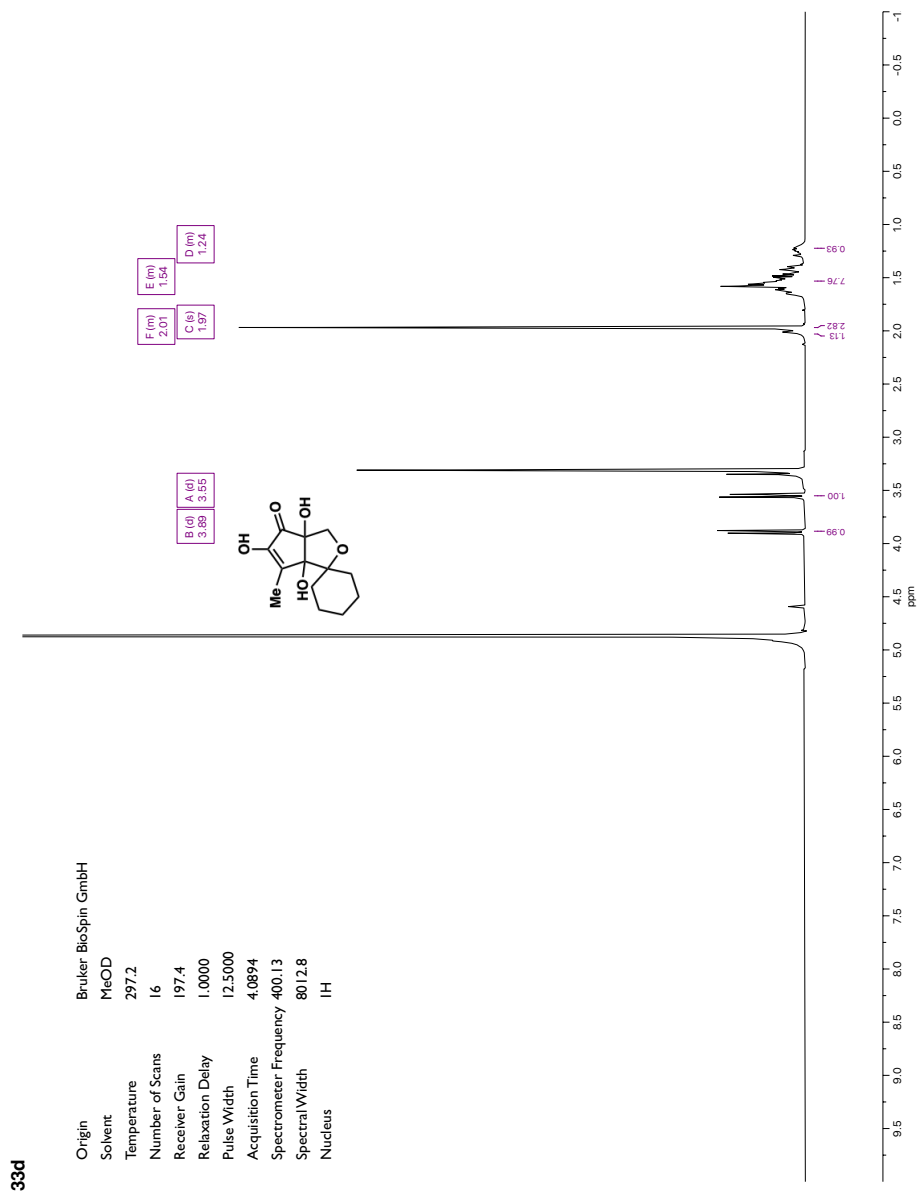 33d
Origin Bruker BioSpin GmbH
Solvent MeOD
Temperature 297.2
Number of Scans 16
Receiver Gain 197.4
Relaxation Delay 1.0000
Pulse Width 12.5000
Acquisition Time 4.0894
Spectrometer Frequency 400.13
Spectral Width 8012.8
Nucleus 1H
B (d)
3.89
A (d)
3.55
F (m)
2.01
E (m)
1.54
C (s)
1.97
D (m)
1.24
OH
O
Me
HO
OH
O
0.99
1.00
1.13
2.82
7.76
0.93
9.5 9.0 8.5 8.0 7.5 7.0 6.5 6.0 5.5 5.0 4.5 4.0 3.5 3.0 2.5 2.0 1.5 1.0 0.5 0.0 -0.5 -1
ppm